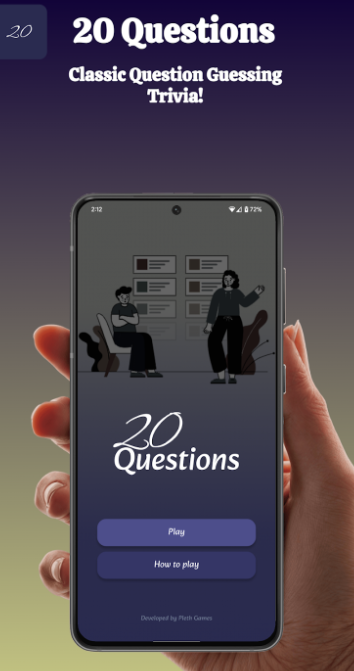 20
20 Questions
Classic Question Guessing
Trivia!
2:12
72%
20
Questions
Play
How to play
Developed by Plath Games